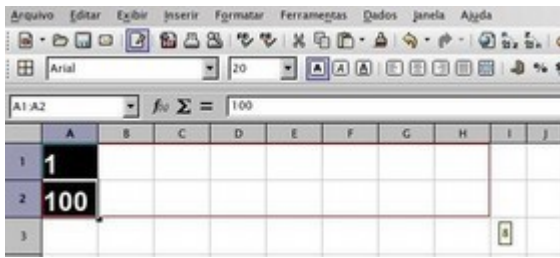 Arquivo Editar Exibir Inserir Formatar Ferramentas Dados Janela Ajuda
Arial 20
A1:A2 f(x) Σ = 100
A B C D E F G H I J
1 1
2 100
3 8